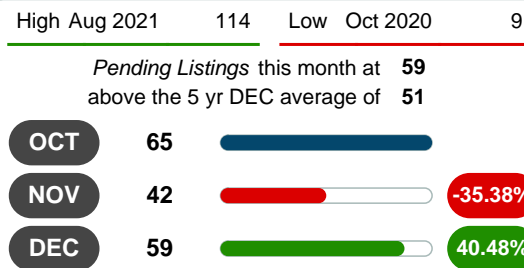 High Aug 2021 114 Low Oct 2020 9
Pending Listings this month at 59
above the 5 yr DEC average of 51
OCT 65
NOV 42 -35.38%
DEC 59 40.48%